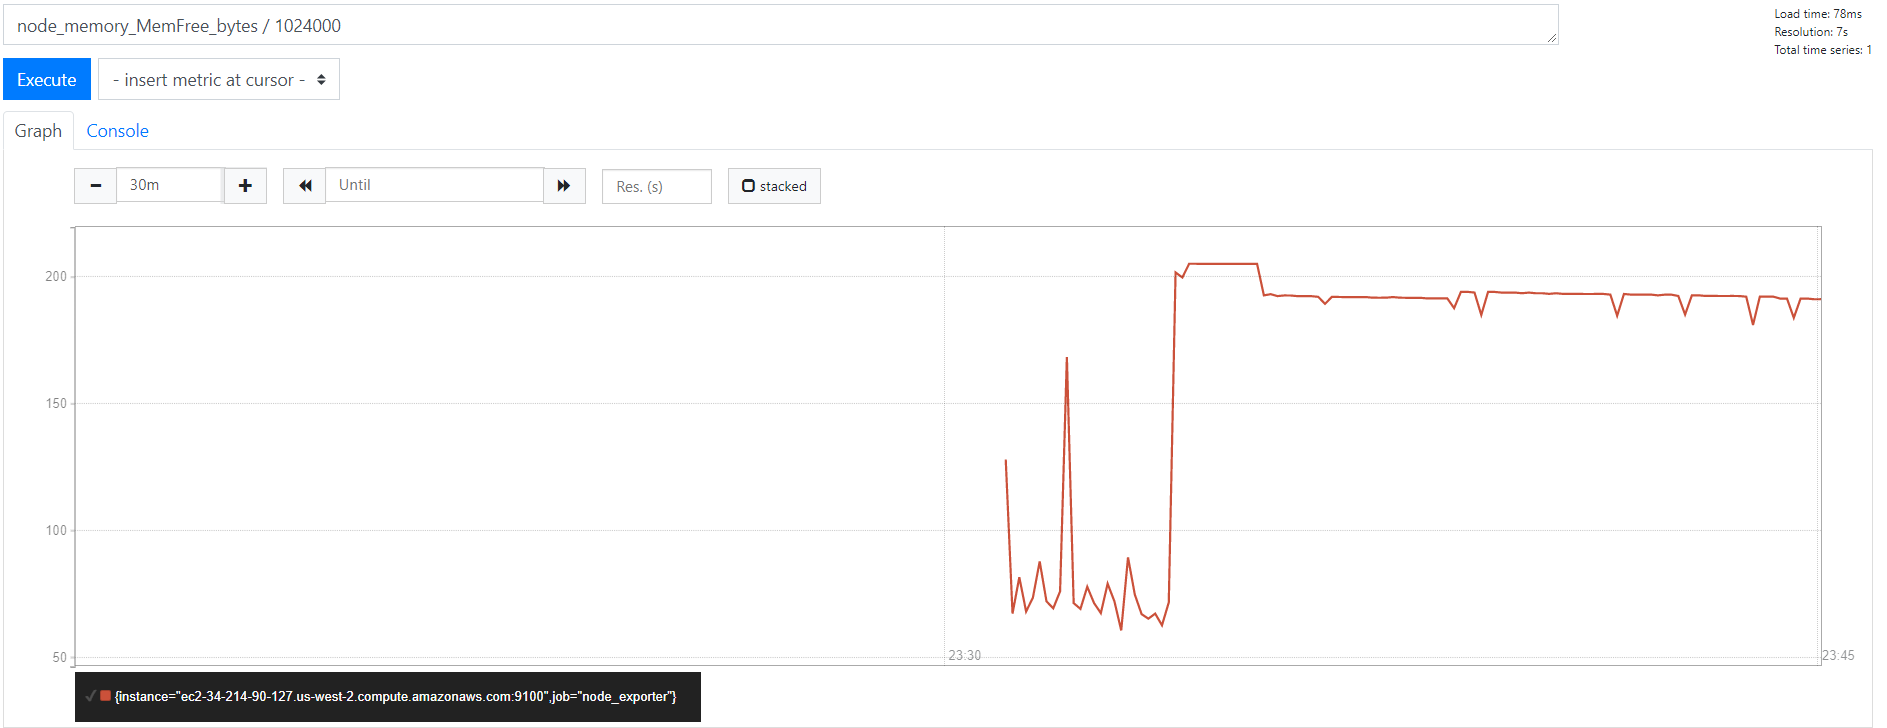 node_memory_MemFree_bytes / 1024000
Load time: 78ms
Resolution: 7s
Total time series: 1
Execute
- insert metric at cursor -
Graph
Console
30m
Until
Res. (s)
stacked
200
150
100
50
23:30
23:45
{instance="ec2-34-214-90-127.us-west-2.compute.amazonaws.com:9100",job="node_exporter"}